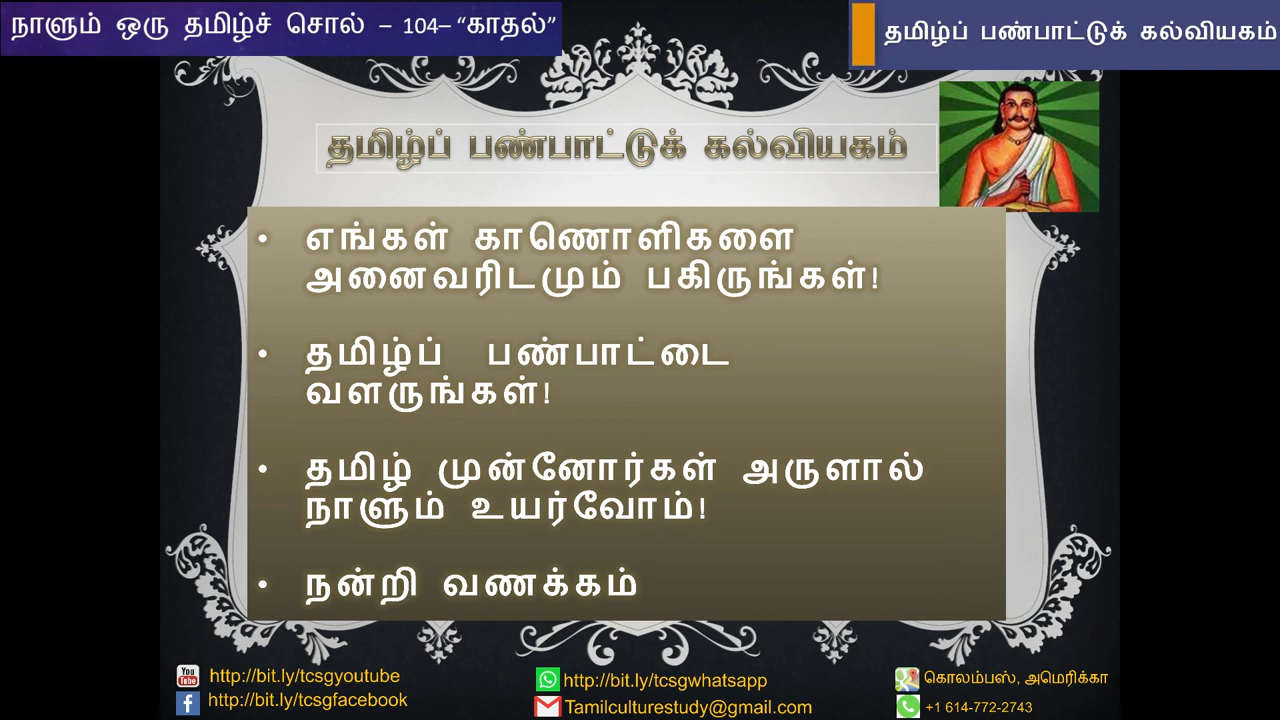 நாளும் ஒரு தமிழ்ச் சொல் – 104– “காதல்”
தமிழ்ப் பண்பாட்டுக் கல்வியகம்
தமிழ்ப் பண்பாட்டுக் கல்வியகம்
• எங்கள் காணொளிகளை
அனைவரிடமும் பகிருங்கள்!
• தமிழ்ப் பண்பாட்டை
வளருங்கள்!
• தமிழ் முன்னோர்கள் அருளால்
நாளும் உயர்வோம்!
• நன்றி வணக்கம்
You Tube http://bit.ly/tcsgyoutube
http://bit.ly/tcsgfacebook
http://bit.ly/tcsgwhatsapp
Tamilculturestudy@gmail.com
கொலம்பஸ், அமெரிக்கா
+1 614-772-2743